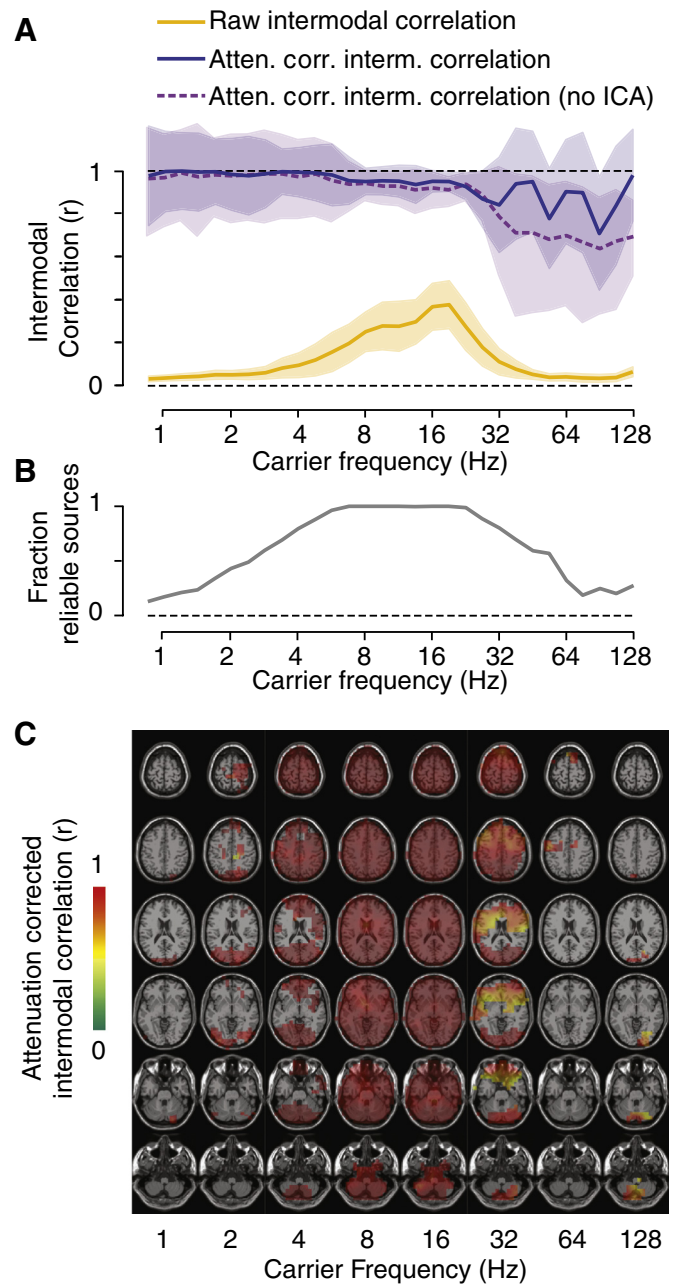 A
Raw intermodal correlation
Atten. corr. interm. correlation
Atten. corr. interm. correlation (no ICA)
Intermodal
Correlation (r)
1
0
1 2 4 8 16 32 64 128
Carrier frequency (Hz)
B
Fraction
reliable sources
1
0
1 2 4 8 16 32 64 128
Carrier frequency (Hz)
C
Attenuation corrected
intermodal correlation (r)
1
0
1 2 4 8 16 32 64 128
Carrier Frequency (Hz)